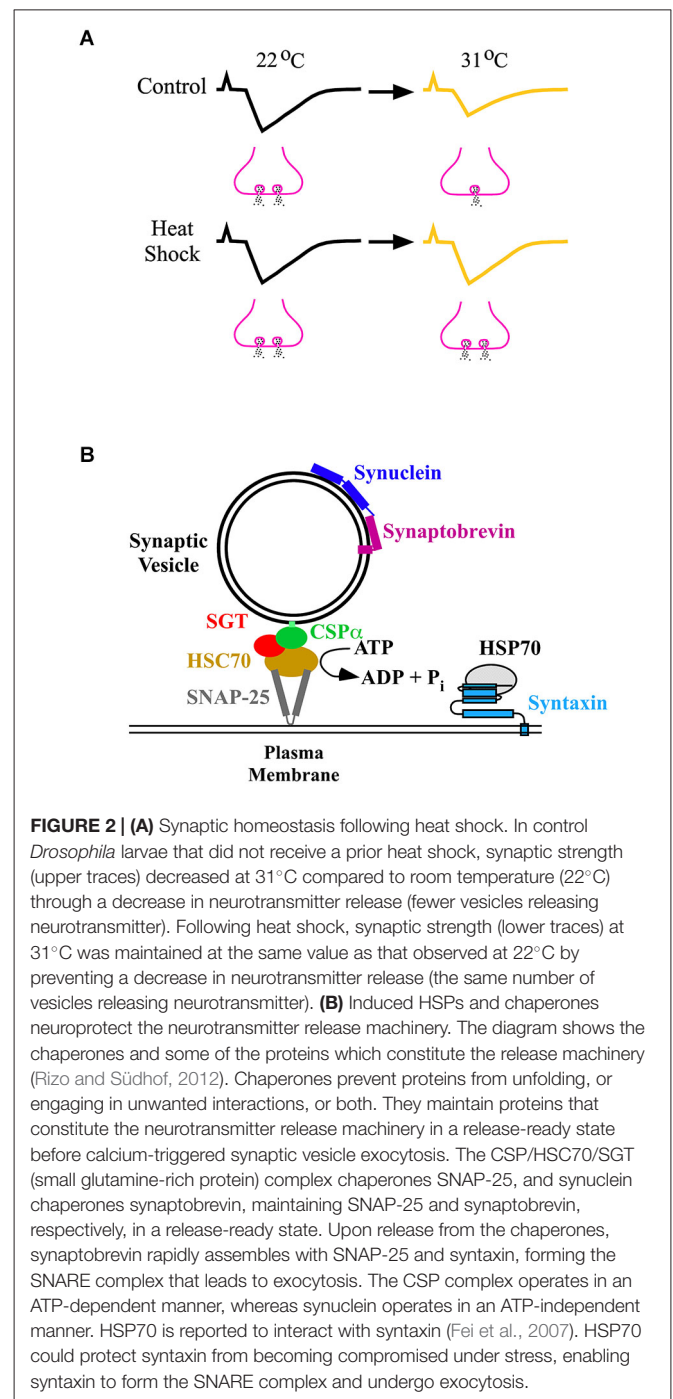 A
22 °C
31 °C
Control
Heat
Shock
B
Synuclein
Synaptobrevin
Synaptic
Vesicle
SGT
CSPα
ATP
HSP70
HSC70
ADP + Pi
SNAP-25
Syntaxin
Plasma
Membrane
FIGURE 2 | (A) Synaptic homeostasis following heat shock. In control
Drosophila larvae that did not receive a prior heat shock, synaptic strength
(upper traces) decreased at 31°C compared to room temperature (22°C)
through a decrease in neurotransmitter release (fewer vesicles releasing
neurotransmitter). Following heat shock, synaptic strength (lower traces) at
31°C was maintained at the same value as that observed at 22°C by
preventing a decrease in neurotransmitter release (the same number of
vesicles releasing neurotransmitter). (B) Induced HSPs and chaperones
neuroprotect the neurotransmitter release machinery. The diagram shows the
chaperones and some of the proteins which constitute the release machinery
(Rizo and Südhof, 2012). Chaperones prevent proteins from unfolding, or
engaging in unwanted interactions, or both. They maintain proteins that
constitute the neurotransmitter release machinery in a release-ready state
before calcium-triggered synaptic vesicle exocytosis. The CSP/HSC70/SGT
(small glutamine-rich protein) complex chaperones SNAP-25, and synuclein
chaperones synaptobrevin, maintaining SNAP-25 and synaptobrevin,
respectively, in a release-ready state. Upon release from the chaperones,
synaptobrevin rapidly assembles with SNAP-25 and syntaxin, forming the
SNARE complex that leads to exocytosis. The CSP complex operates in an
ATP-dependent manner, whereas synuclein operates in an ATP-independent
manner. HSP70 is reported to interact with syntaxin (Fei et al., 2007). HSP70
could protect syntaxin from becoming compromised under stress, enabling
syntaxin to form the SNARE complex and undergo exocytosis.